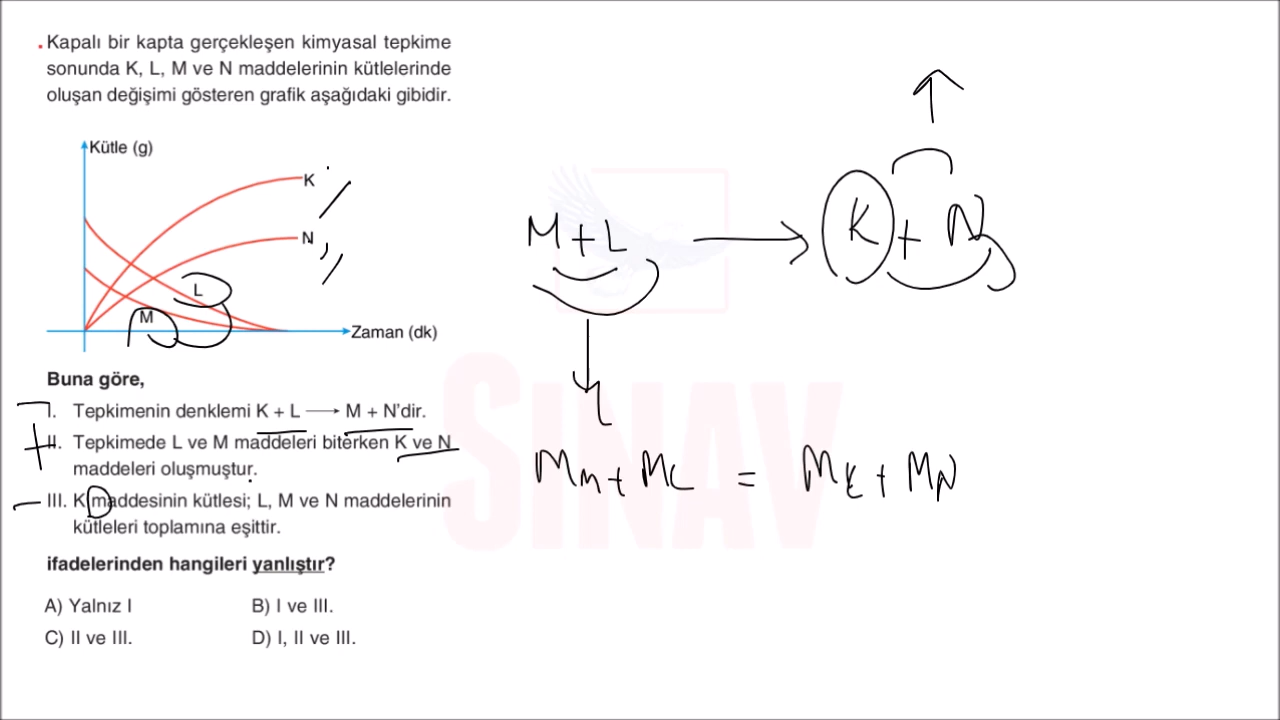 . Kapalı bir kapta gerçekleşen kimyasal tepkime
sonunda K, L, M ve N maddelerinin kütlelerinde
oluşan değişimi gösteren grafik aşağıdaki gibidir.
Kütle (g)
K
N
L
M
Zaman (dk)
Buna göre,
I. Tepkimenin denklemi K + L → M + N'dir.
II. Tepkimede L ve M maddeleri biterken K ve N
maddeleri oluşmuştur.
III. K maddesinin kütlesi; L, M ve N maddelerinin
kütleleri toplamına eşittir.
ifadelerinden hangileri yanlıştır?
A) Yalnız I
B) I ve III.
C) II ve III.
D) I, II ve III.
M + L → K + N
Mm + ML = MK + MN
SINAV